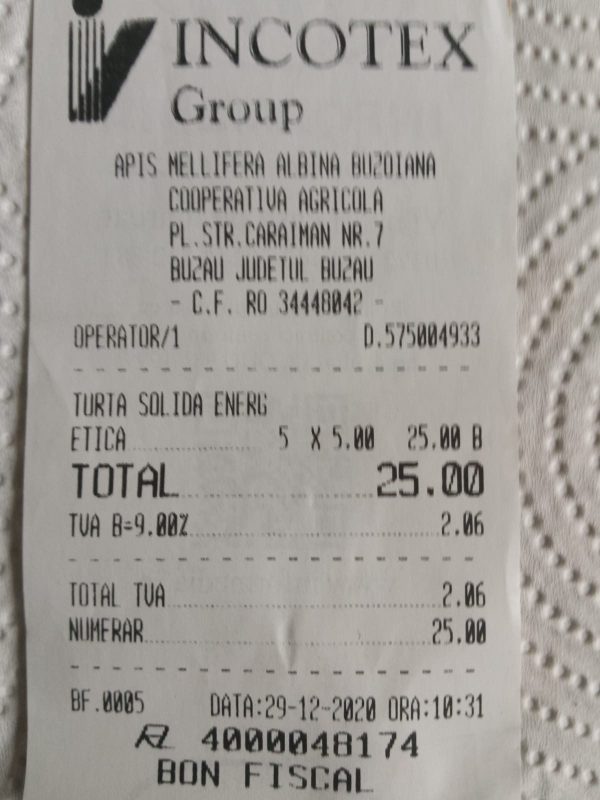 INCOTEX
Group
APIS MELLIFERA ALBINA BUZOIANA
COOPERATIVA AGRICOLA
PL.STR.CARAIMAN NR.7
BUZAU JUDETUL BUZAU
- C.F. RO 34448042 -
OPERATOR/1 D.575004933
TURTA SOLIDA ENERG
ETICA 5 X 5.00 25.00 B
TOTAL 25.00
TVA B=9.00% 2.06
TOTAL TVA 2.06
NUMERAR 25.00
BF.0005 DATA:29-12-2020 ORA:10:31
4000048174
BON FISCAL